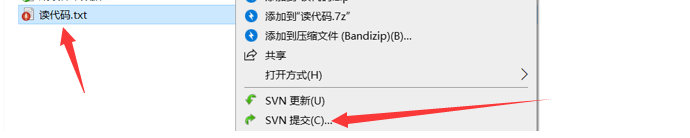 读代码.txt
添加到"读代码.7z"
添加到压缩文件 (Bandizip)(B)...
共享
打开方式(H)
SVN 更新(U)
SVN 提交(C)...